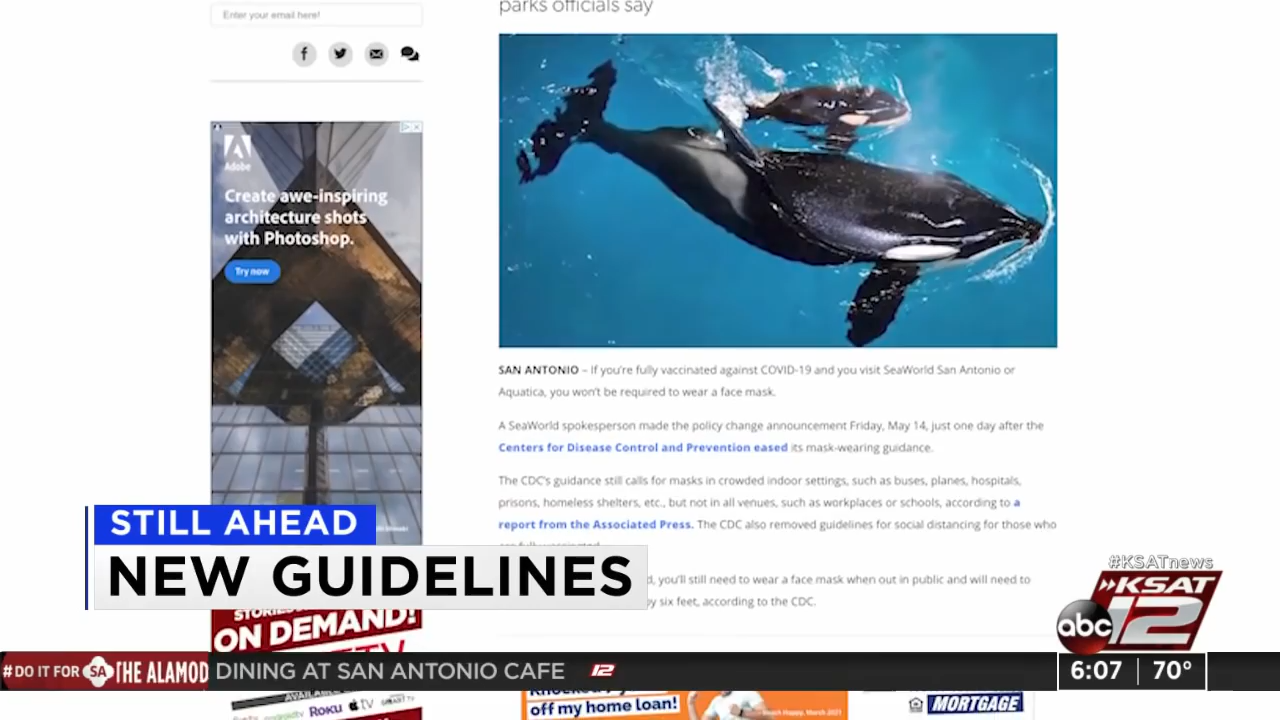 Enter your email here!
parks officials say
Adobe
Create awe-inspiring
architecture shots
with Photoshop.
Try now
SAN ANTONIO – If you're fully vaccinated against COVID-19 and you visit SeaWorld San Antonio or
Aquatica, you won't be required to wear a face mask.
A SeaWorld spokesperson made the policy change announcement Friday, May 14, just one day after the
Centers for Disease Control and Prevention eased its mask-wearing guidance.
The CDC's guidance still calls for masks in crowded indoor settings, such as buses, planes, hospitals,
prisons, homeless shelters, etc., but not in all venues, such as workplaces or schools, according to a
report from the Associated Press. The CDC also removed guidelines for social distancing for those who
you'll still need to wear a face mask when out in public and will need to
by six feet, according to the CDC.
STILL AHEAD
NEW GUIDELINES
ON DEMAND!
#KSATnews
KSAT
abc 12
#DO IT FOR SA THE ALAMOD
DINING AT SAN ANTONIO CAFE 12
6:07 70°
Roku tv
off my home loan!
Beach Happy, March 2021
MORTGAGE